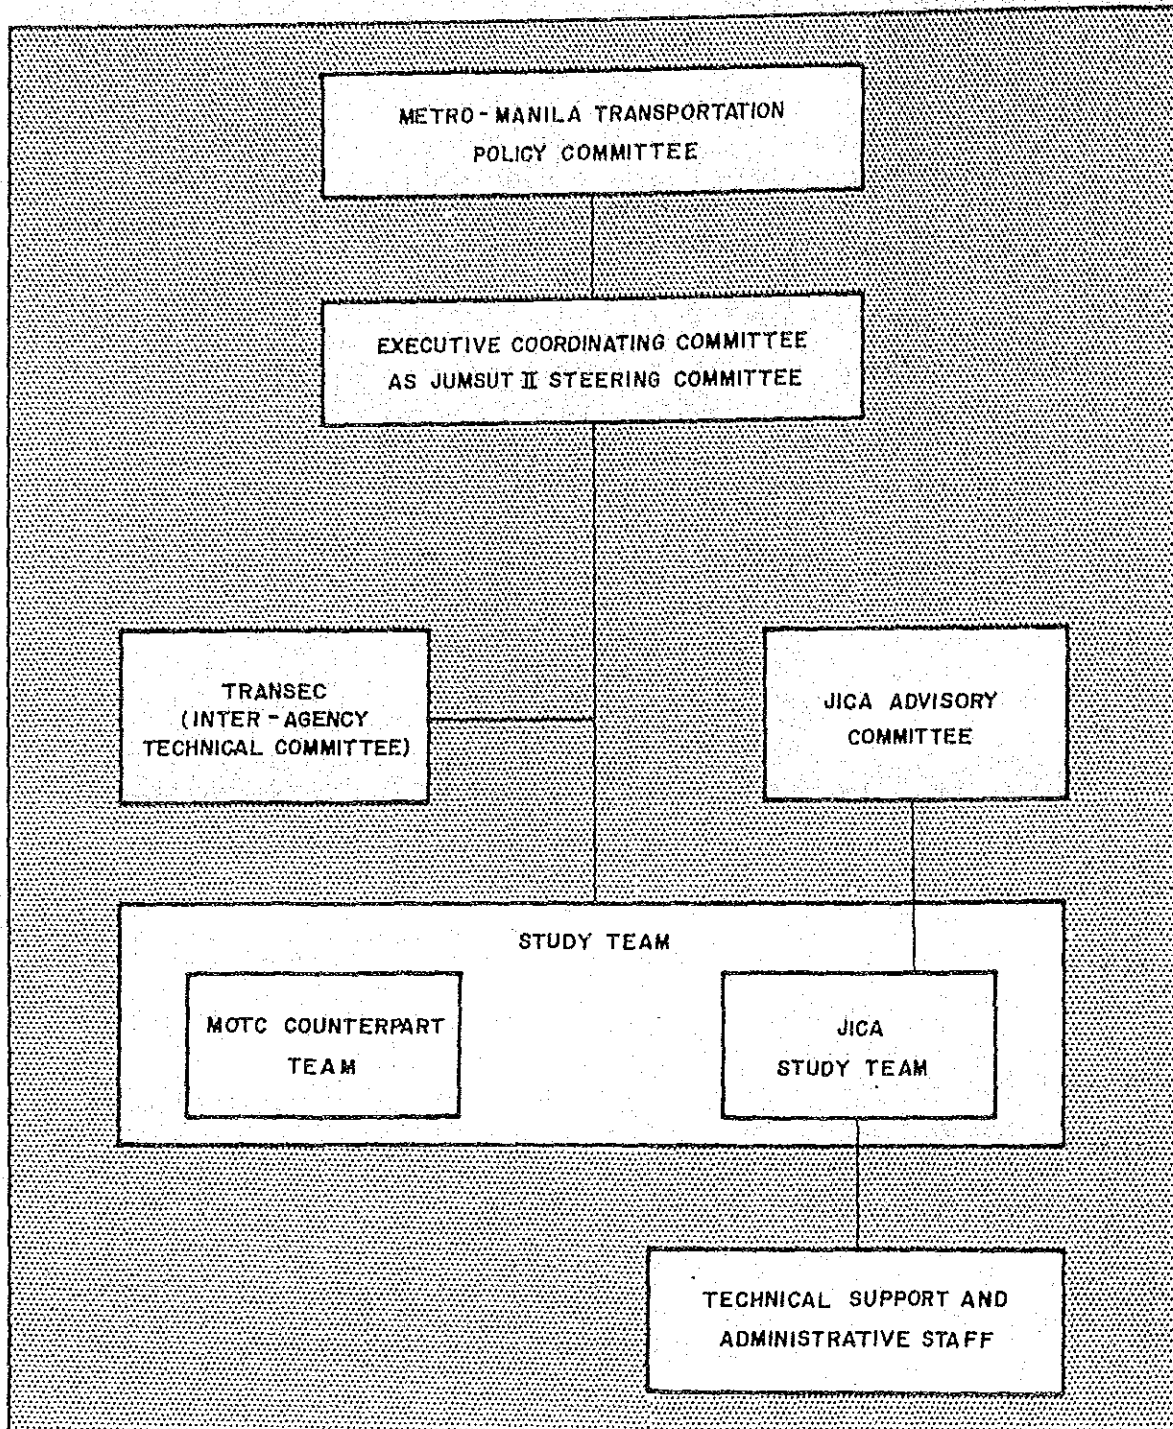 METRO-MANILA TRANSPORTATION
POLICY COMMITTEE
EXECUTIVE COORDINATING COMMITTEE
AS JUMSUT II STEERING COMMITTEE
TRANSEC
(INTER-AGENCY
TECHNICAL COMMITTEE)
JICA ADVISORY
COMMITTEE
STUDY TEAM
MOTC COUNTERPART
TEAM
JICA
STUDY TEAM
TECHNICAL SUPPORT AND
ADMINISTRATIVE STAFF